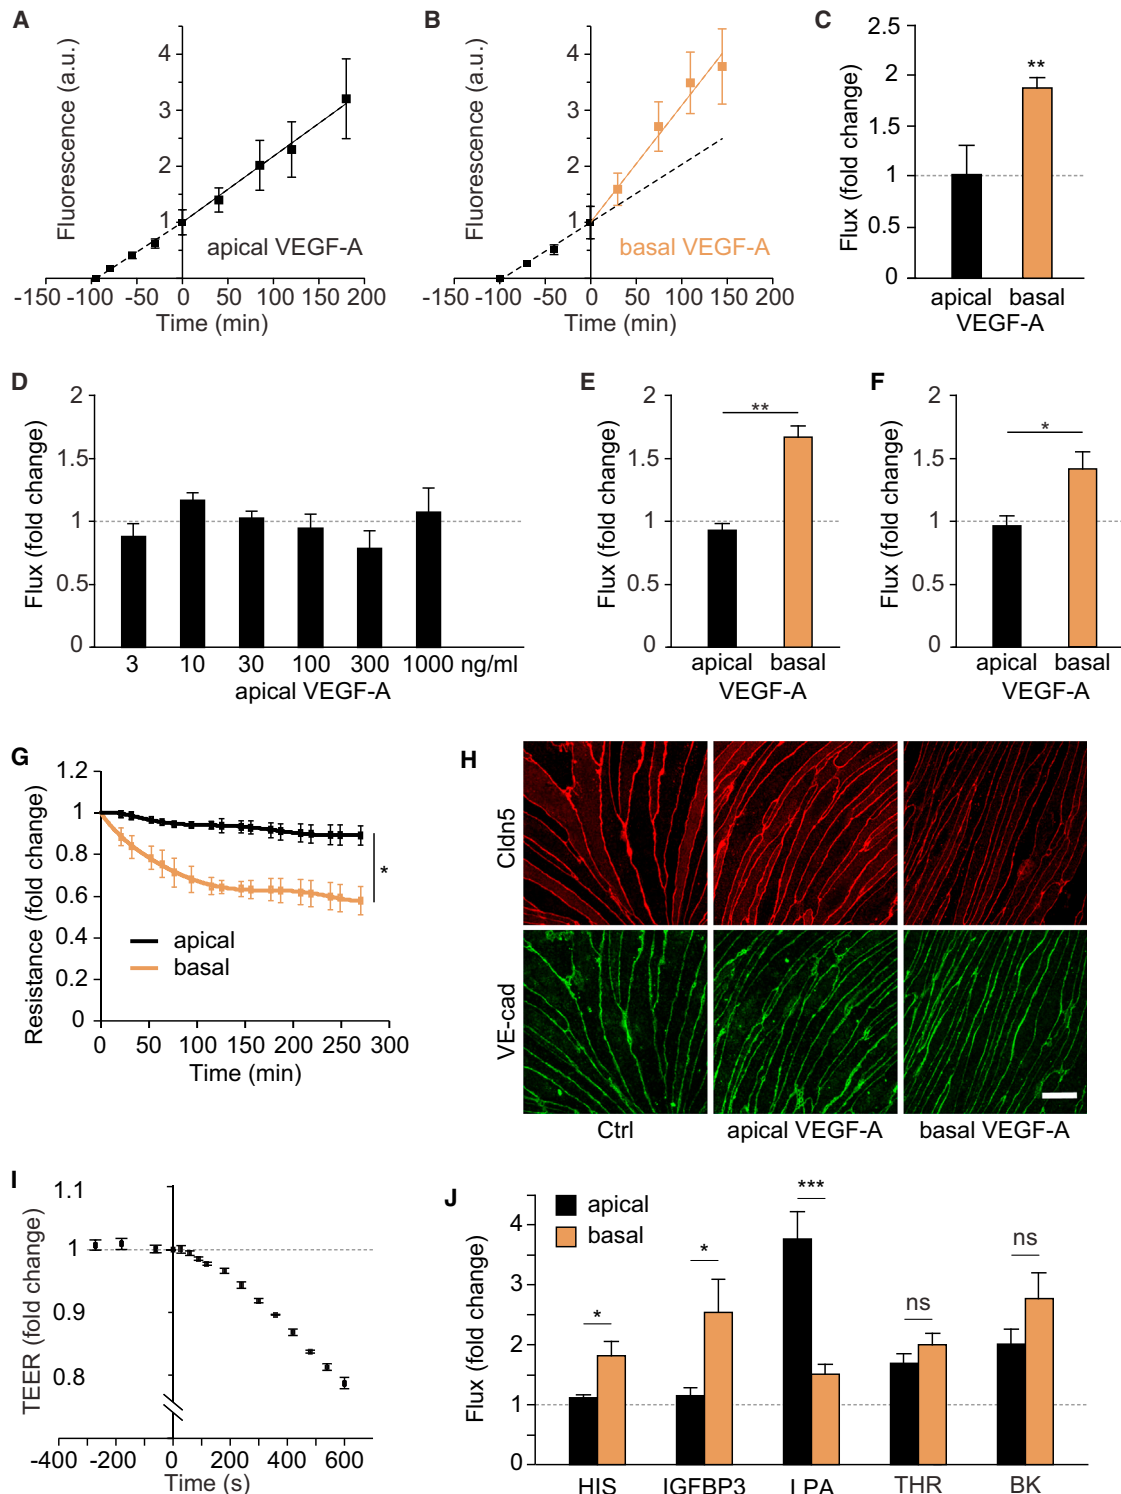 A
Fluorescence (a.u.)
4
3
2
1
apical VEGF-A
-150 -100 -50 0 50 100 150 200
Time (min)
B
Fluorescence (a.u.)
4
3
2
1
basal VEGF-A
-150 -100 -50 0 50 100 150 200
Time (min)
C
Flux (fold change)
2.5
2
1.5
1
0.5
0
**
apical basal
VEGF-A
D
Flux (fold change)
2
1.5
1
0.5
0
3 10 30 100 300 1000 ng/ml
apical VEGF-A
E
Flux (fold change)
2
1.5
1
0.5
0
**
apical basal
VEGF-A
F
Flux (fold change)
2
1.5
1
0.5
0
*
apical basal
VEGF-A
G
Resistance (fold change)
1.2
1
0.8
0.6
0.4
0.2
0
*
apical
basal
0 50 100 150 200 250 300
Time (min)
H
Cldn5
VE-cad
Ctrl apical VEGF-A basal VEGF-A
I
TEER (fold change)
1.1
1
0.9
0.8
-400 -200 0 200 400 600
Time (s)
J
Flux (fold change)
4
3
2
1
0
apical
basal
* * *** ns ns
HIS IGFBP3 LPA THR BK